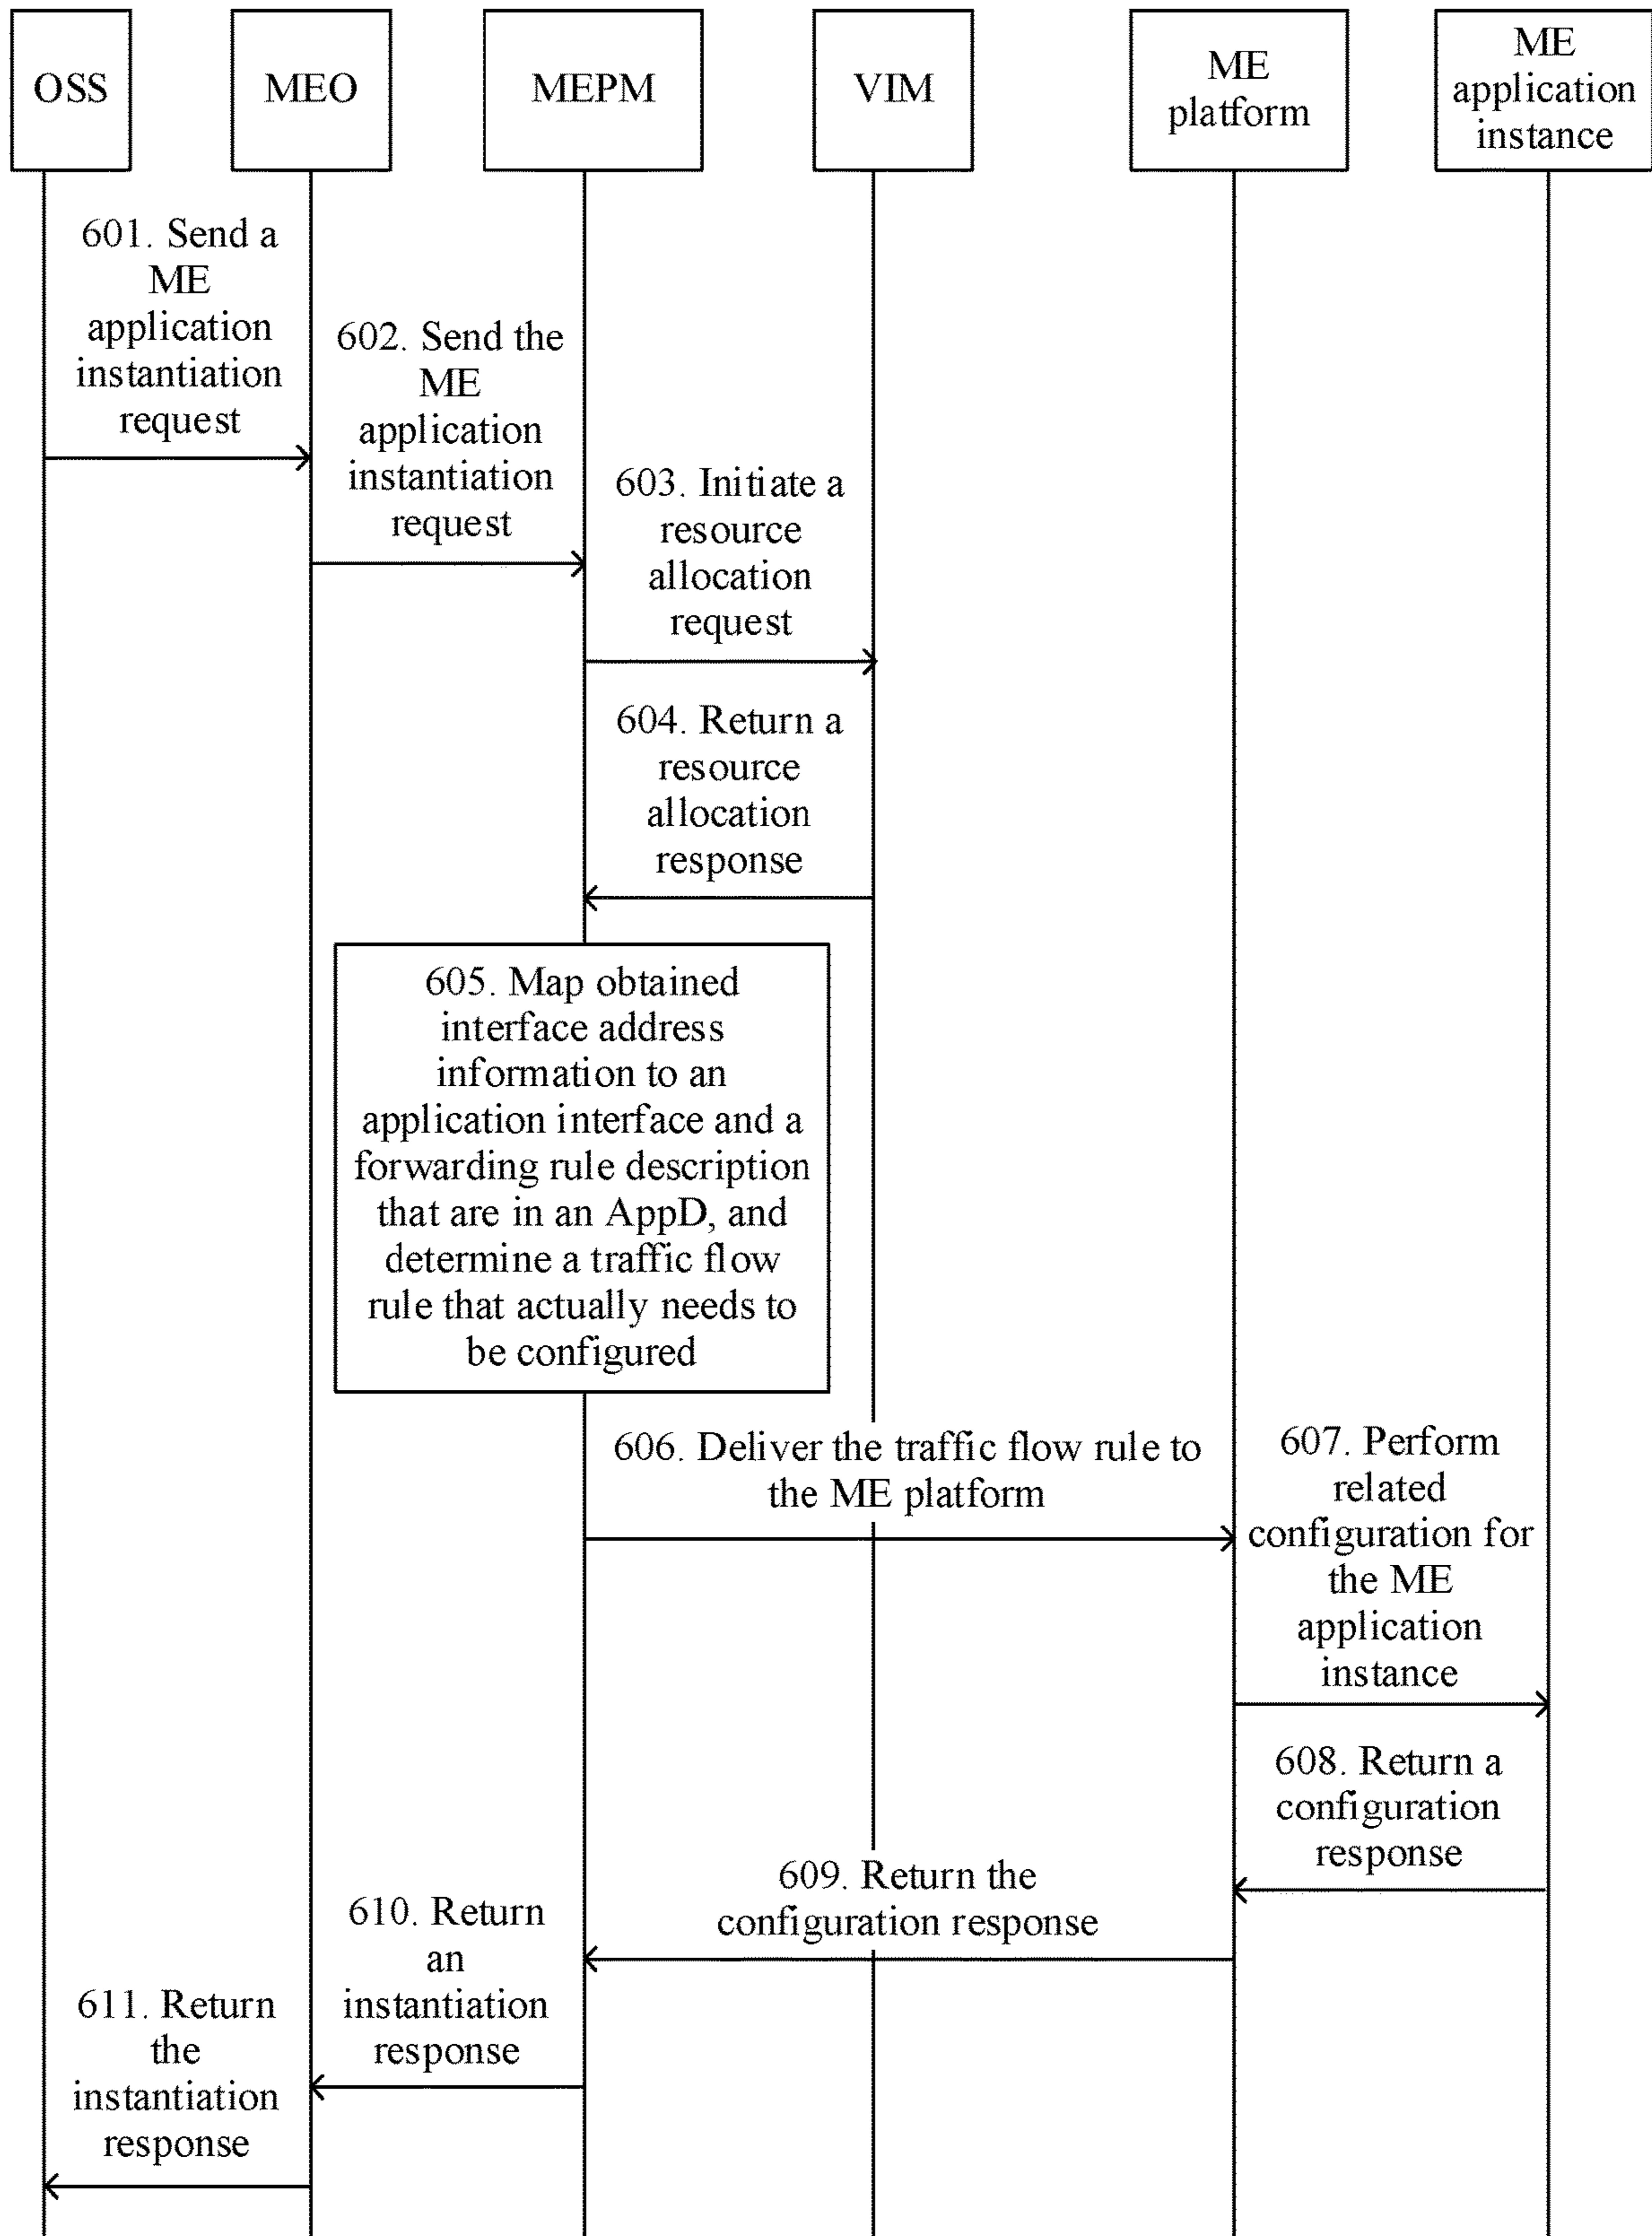 OSS
MEO
MEPM
VIM
ME
platform
ME
application
instance
601. Send a
ME
application
instantiation
request
602. Send the
ME
application
instantiation
request
603. Initiate a
resource
allocation
request
604. Return a
resource
allocation
response
605. Map obtained
interface address
information to an
application interface and a
forwarding rule description
that are in an AppD, and
determine a traffic flow
rule that actually needs to
be configured
606. Deliver the traffic flow rule to
the ME platform
607. Perform
related
configuration for
the ME
application
instance
608. Return a
configuration
response
609. Return the
configuration response
610. Return
an
instantiation
response
611. Return
the
instantiation
response